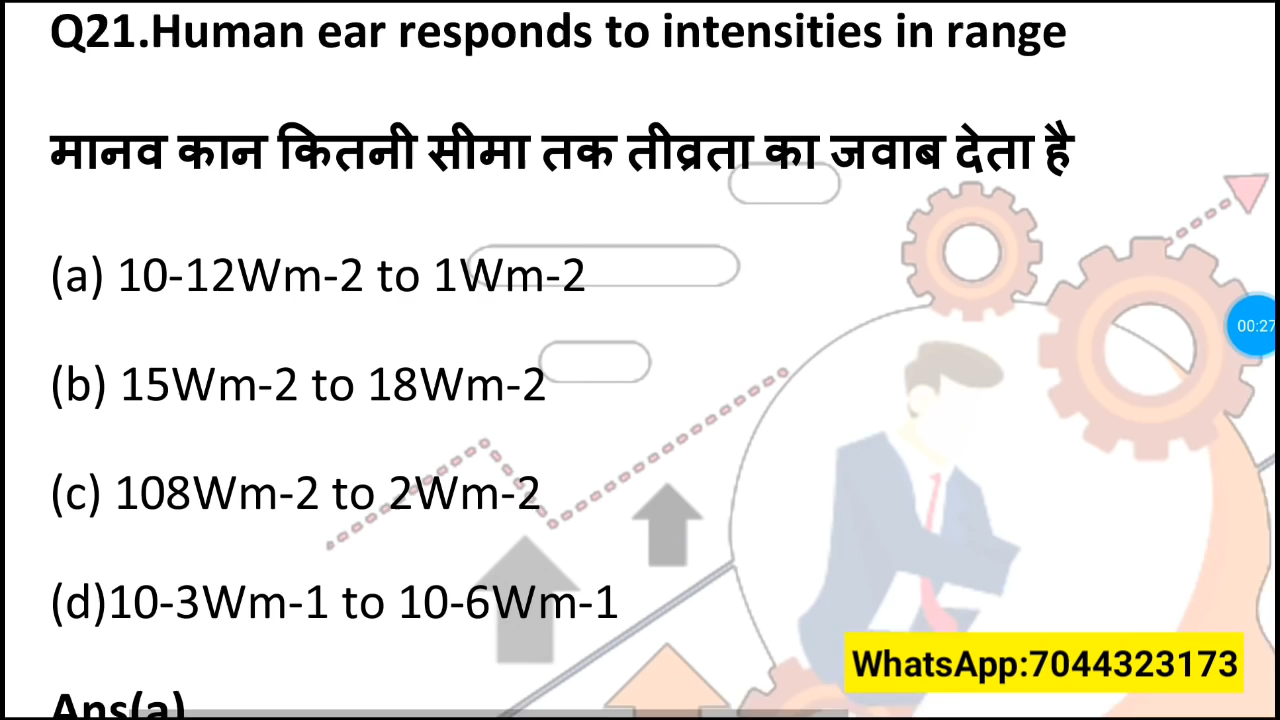 Q21.Human ear responds to intensities in range
मानव कान कितनी सीमा तक तीव्रता का जवाब देता है
(a) 10-12Wm-2 to 1Wm-2
(b) 15Wm-2 to 18Wm-2
(c) 108Wm-2 to 2Wm-2
(d)10-3Wm-1 to 10-6Wm-1
Ans(a)
00:27
WhatsApp:7044323173